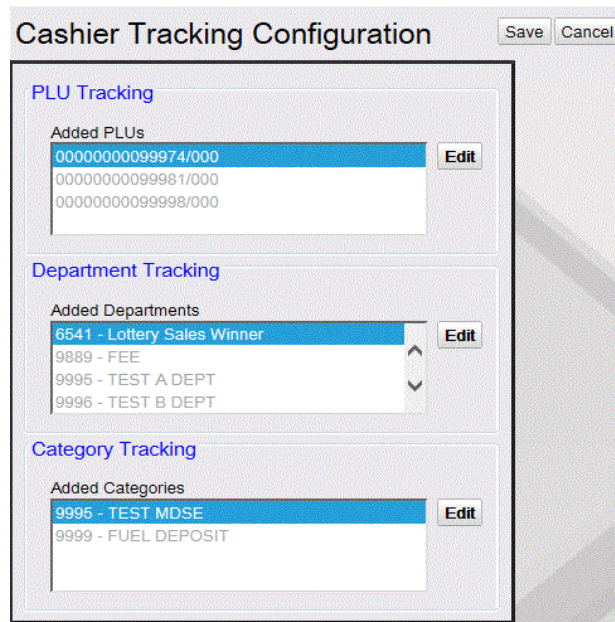 Cashier Tracking Configuration
Save Cancel
PLU Tracking
Added PLUs
00000000099974/000
Edit
00000000099981/000
00000000099998/000
Department Tracking
Added Departments
6541 - Lottery Sales Winner
Edit
9889 - FEE
9995 - TEST A DEPT
9996 - TEST B DEPT
Category Tracking
Added Categories
9995 - TEST MDSE
Edit
9999 - FUEL DEPOSIT